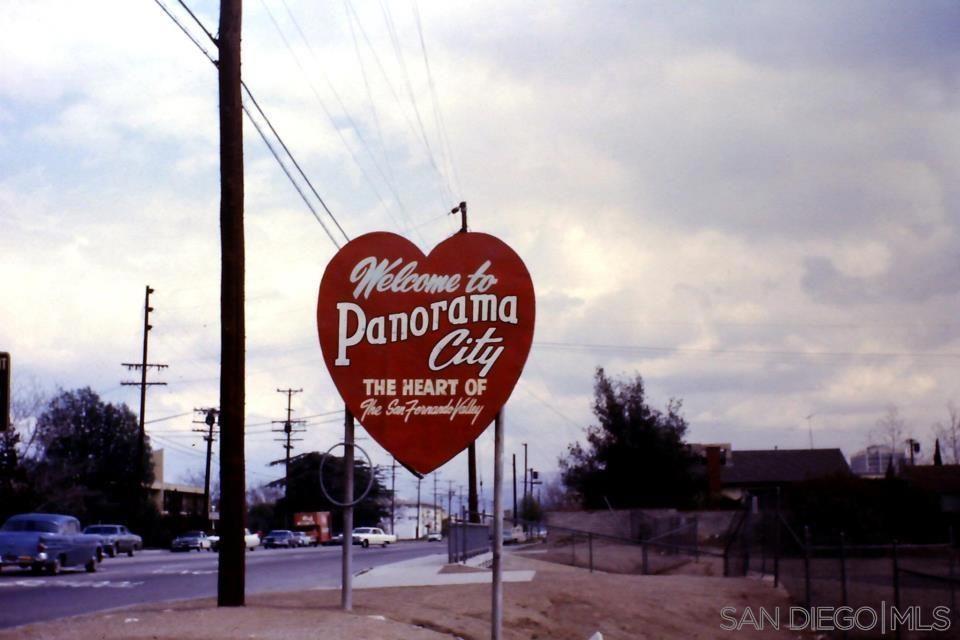 Welcome to
Panorama
City
THE HEART OF
The San Fernando Valley
SAN DIEGO | MLS